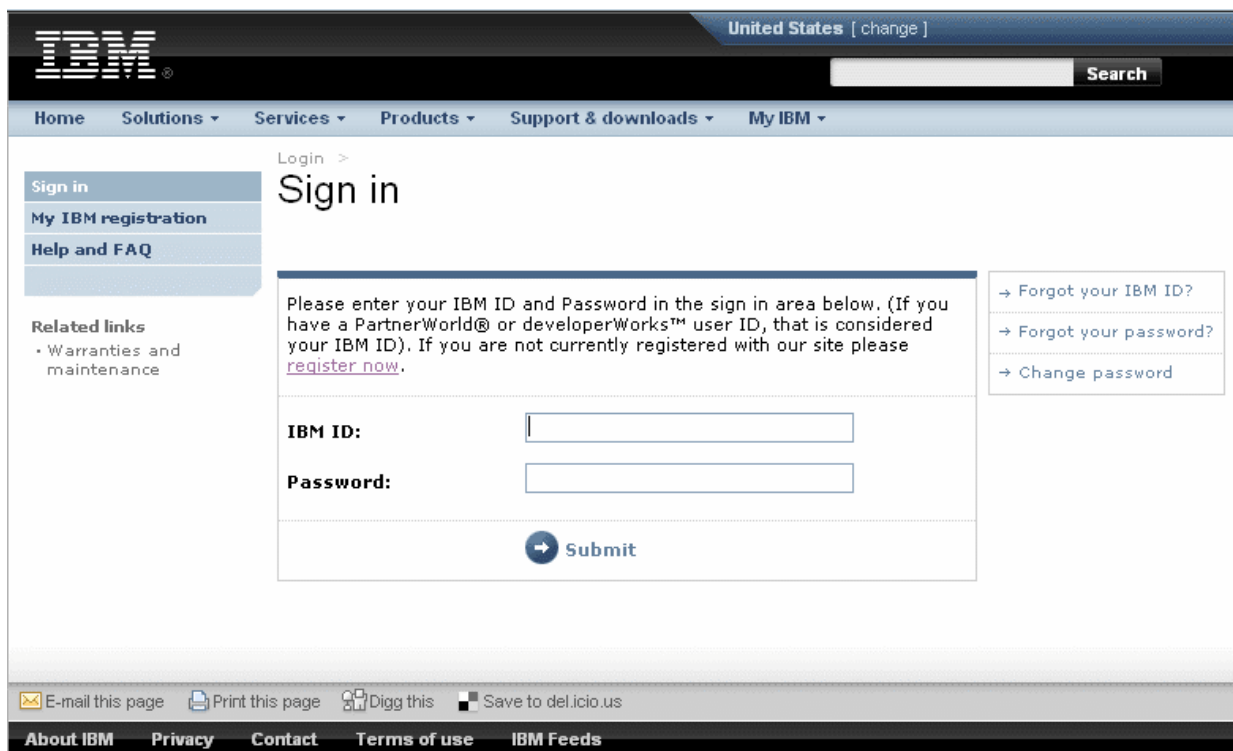 United States [ change ]
IBM®
Search
Home Solutions Services Products Support & downloads My IBM
Login >
Sign in
Sign in
My IBM registration
Help and FAQ
Related links
· Warranties and
maintenance
Please enter your IBM ID and Password in the sign in area below. (If you
have a PartnerWorld® or developerWorks™ user ID, that is considered
your IBM ID). If you are not currently registered with our site please
register now.
→ Forgot your IBM ID?
→ Forgot your password?
→ Change password
IBM ID:
Password:
Submit
E-mail this page Print this page Digg this Save to del.icio.us
About IBM Privacy Contact Terms of use IBM Feeds